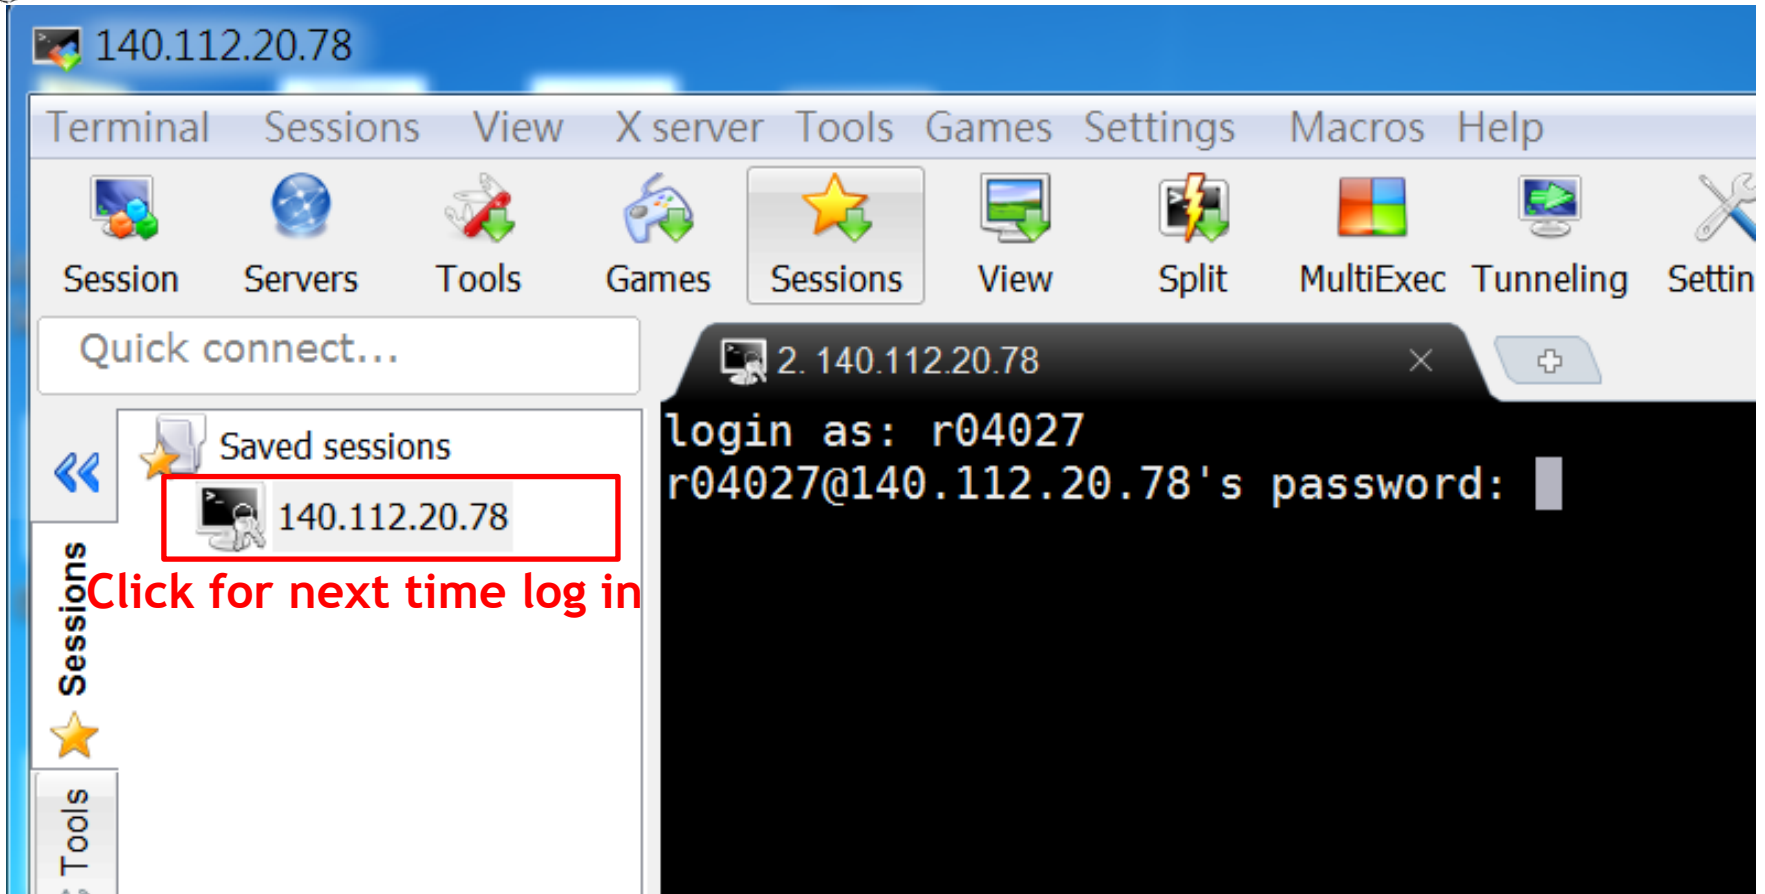 140.112.20.78
Terminal Sessions View X server Tools Games Settings Macros Help
Session Servers Tools Games Sessions View Split MultiExec Tunneling Settin
Quick connect...
2. 140.112.20.78
Saved sessions
140.112.20.78
Click for next time log in
login as: r04027
r04027@140.112.20.78's password:
Sessions
Tools